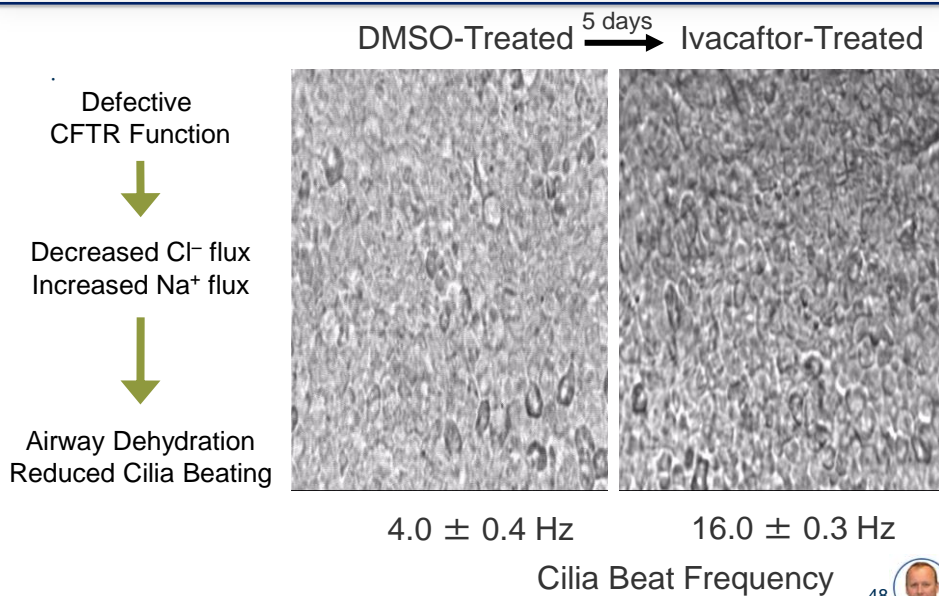 5 days
DMSO-Treated Ivacaftor-Treated
Defective
CFTR Function
Decreased Cl– flux
Increased Na+ flux
Airway Dehydration
Reduced Cilia Beating
4.0 ± 0.4 Hz 16.0 ± 0.3 Hz
Cilia Beat Frequency
48